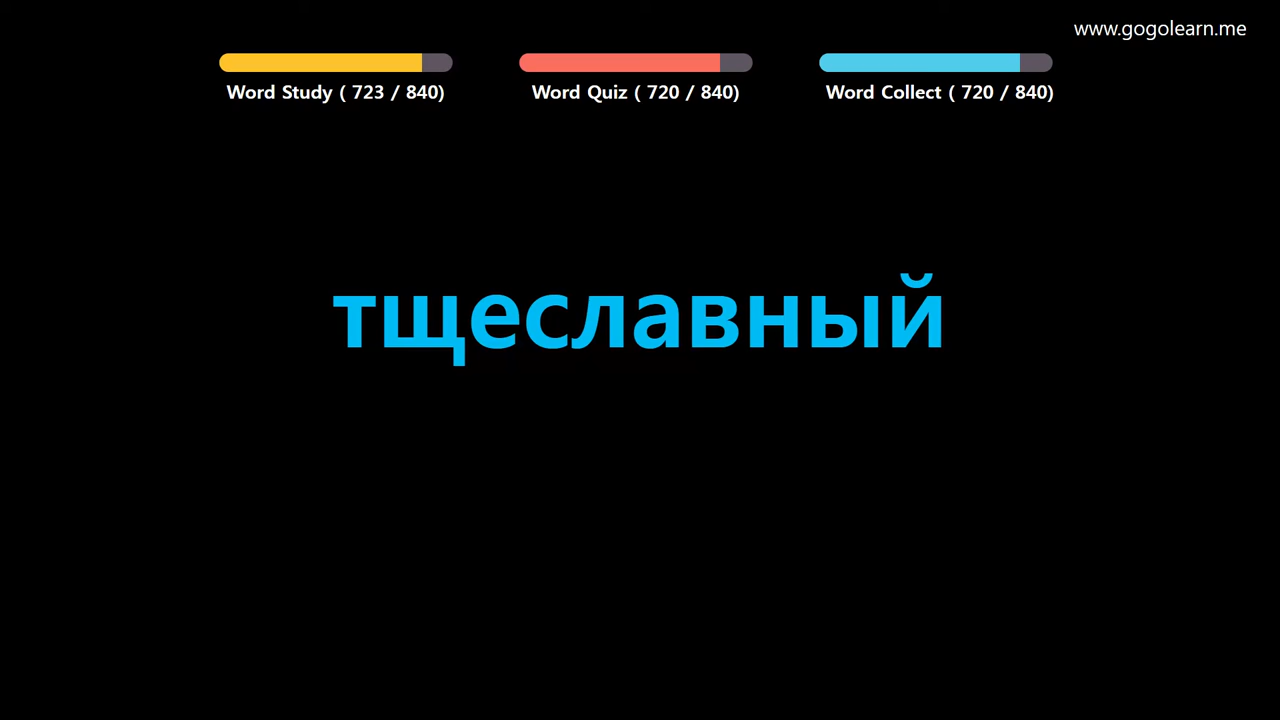 www.gogolearn.me
Word Study ( 723 / 840)
Word Quiz ( 720 / 840)
Word Collect ( 720 / 840)
тщеславный